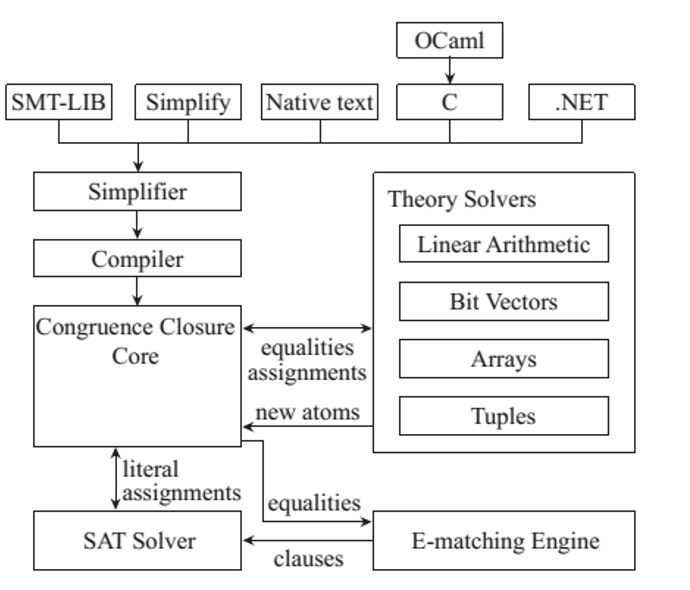 OCaml
SMT-LIB
Simplify
Native text
C
.NET
Simplifier
Compiler
Congruence Closure
Core
Theory Solvers
Linear Arithmetic
Bit Vectors
Arrays
Tuples
equalities
assignments
new atoms
literal
assignments
equalities
clauses
SAT Solver
E-matching Engine